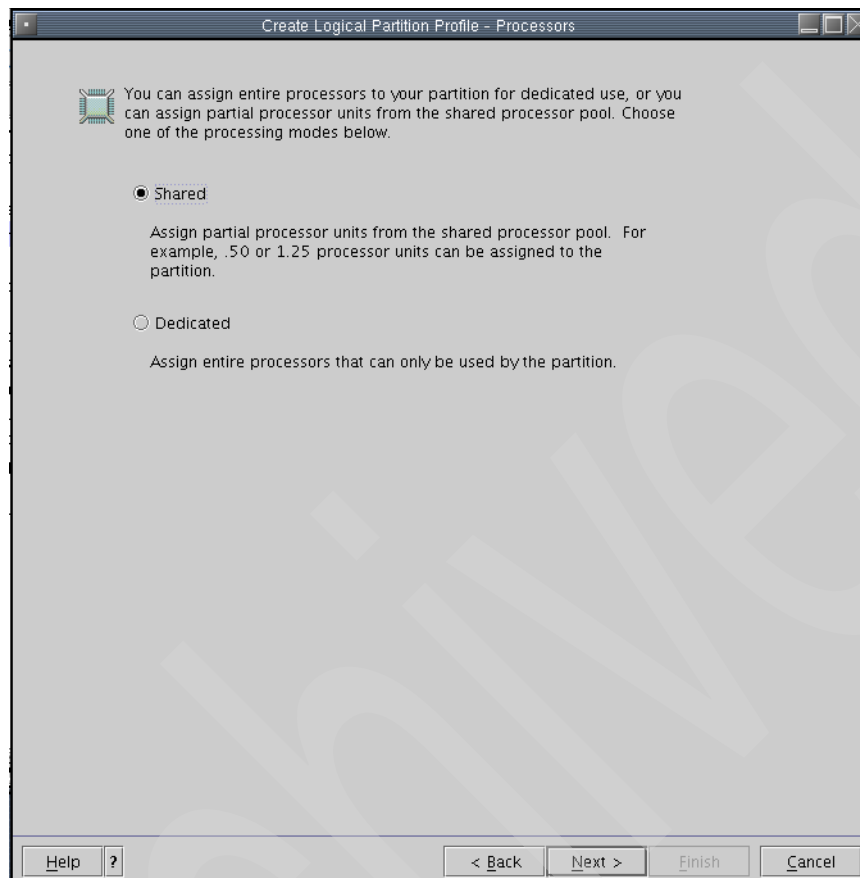 Create Logical Partition Profile - Processors
You can assign entire processors to your partition for dedicated use, or you
can assign partial processor units from the shared processor pool. Choose
one of the processing modes below.
Shared
Assign partial processor units from the shared processor pool. For
example, .50 or 1.25 processor units can be assigned to the
partition.
Dedicated
Assign entire processors that can only be used by the partition.
Help ? < Back Next > Finish Cancel